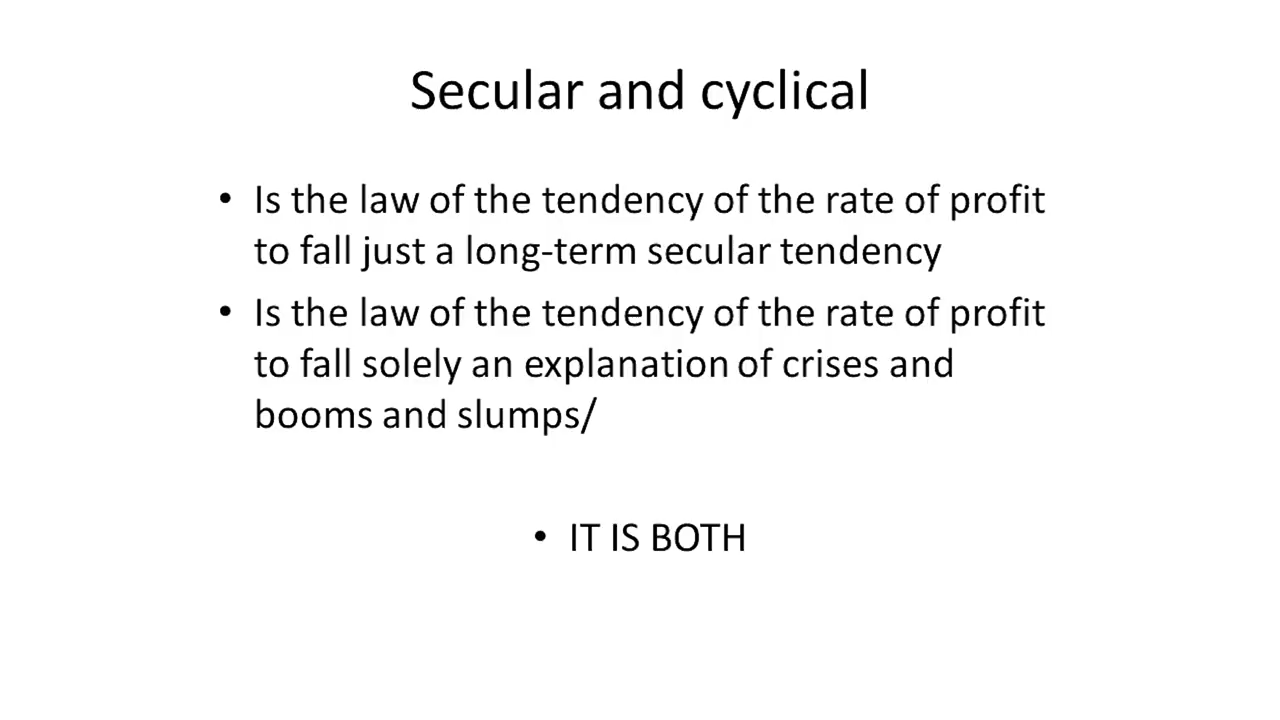 Secular and cyclical
• Is the law of the tendency of the rate of profit
to fall just a long-term secular tendency
• Is the law of the tendency of the rate of profit
to fall solely an explanation of crises and
booms and slumps/
• IT IS BOTH